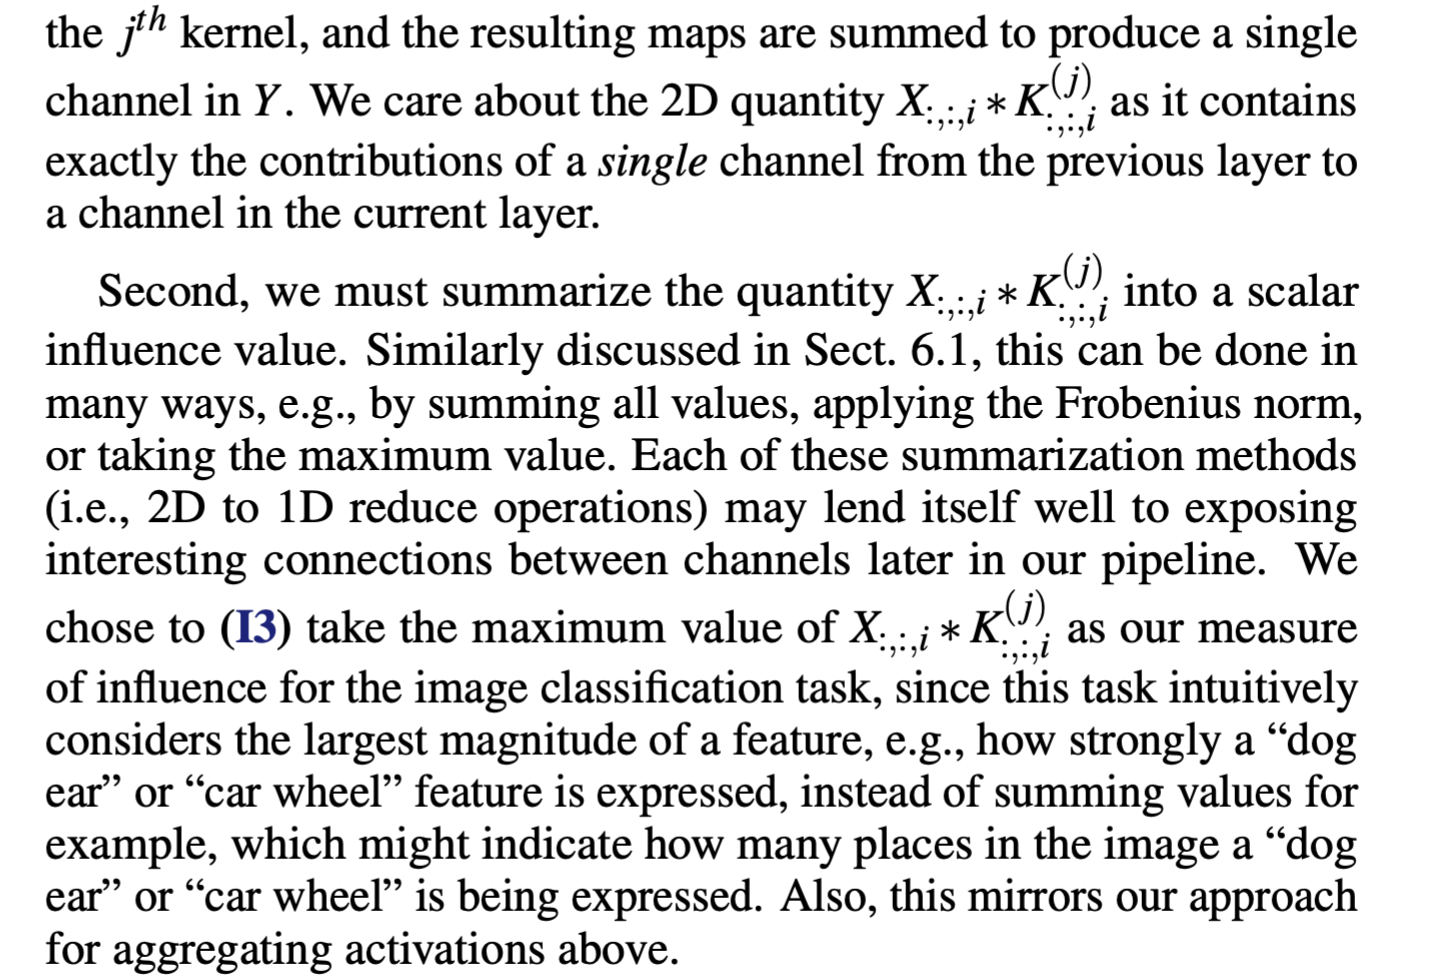 the j^{th} kernel, and the resulting maps are summed to produce a single
channel in Y. We care about the 2D quantity X_{:,:,i} * K^{(j)}_{:,:,i} as it contains
exactly the contributions of a single channel from the previous layer to
a channel in the current layer.
Second, we must summarize the quantity X_{:,:,i} * K^{(j)}_{:,:,i} into a scalar
influence value. Similarly discussed in Sect. 6.1, this can be done in
many ways, e.g., by summing all values, applying the Frobenius norm,
or taking the maximum value. Each of these summarization methods
(i.e., 2D to 1D reduce operations) may lend itself well to exposing
interesting connections between channels later in our pipeline. We
chose to (I3) take the maximum value of X_{:,:,i} * K^{(j)}_{:,:,i} as our measure
of influence for the image classification task, since this task intuitively
considers the largest magnitude of a feature, e.g., how strongly a “dog
ear” or “car wheel” feature is expressed, instead of summing values for
example, which might indicate how many places in the image a “dog
ear” or “car wheel” is being expressed. Also, this mirrors our approach
for aggregating activations above.